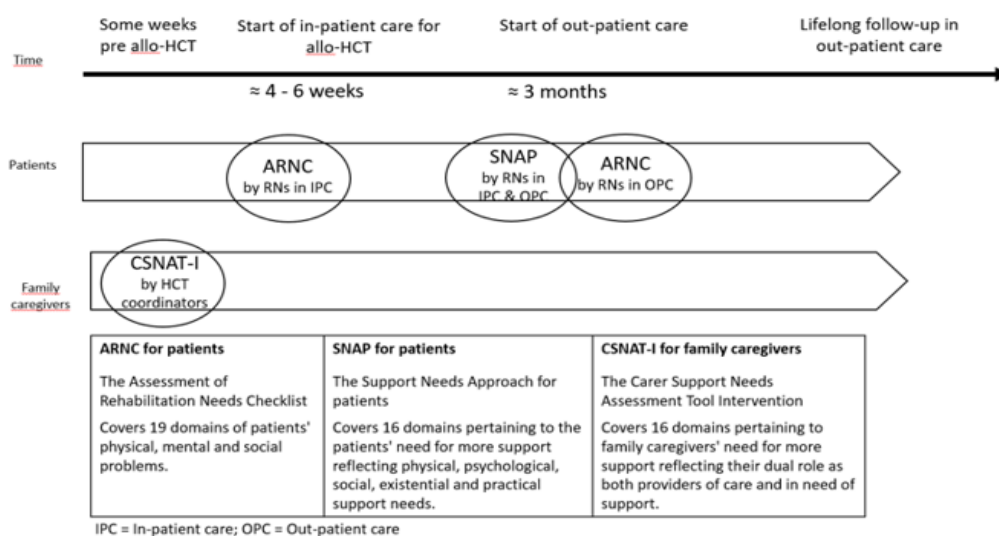 Some weeks
pre allo-HCT
Start of in-patient care for
allo-HCT
Start of out-patient care
Lifelong follow-up in
out-patient care
Time
≈ 4 - 6 weeks
≈ 3 months
Patients
ARNC
by RNs in IPC
SNAP
by RNs in
IPC & OPC
ARNC
by RNs in OPC
Family
caregivers
CSNAT-I
by HCT
coordinators
ARNC for patients
The Assessment of
Rehabilitation Needs Checklist
Covers 19 domains of patients'
physical, mental and social
problems.
SNAP for patients
The Support Needs Approach for
patients
Covers 16 domains pertaining to the
patients' need for more support
reflecting physical, psychological,
social, existential and practical
support needs.
CSNAT-I for family caregivers
The Carer Support Needs
Assessment Tool Intervention
Covers 16 domains pertaining to
family caregivers' need for more
support reflecting their dual role as
both providers of care and in need of
support.
IPC = In-patient care; OPC = Out-patient care